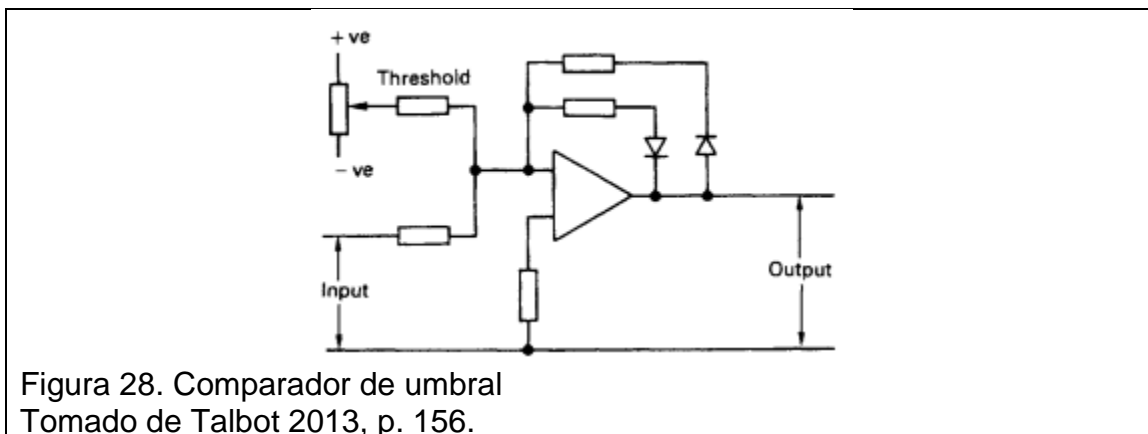 + ve
Threshold
- ve
Input
Output
Figura 28. Comparador de umbral
Tomado de Talbot 2013, p. 156.